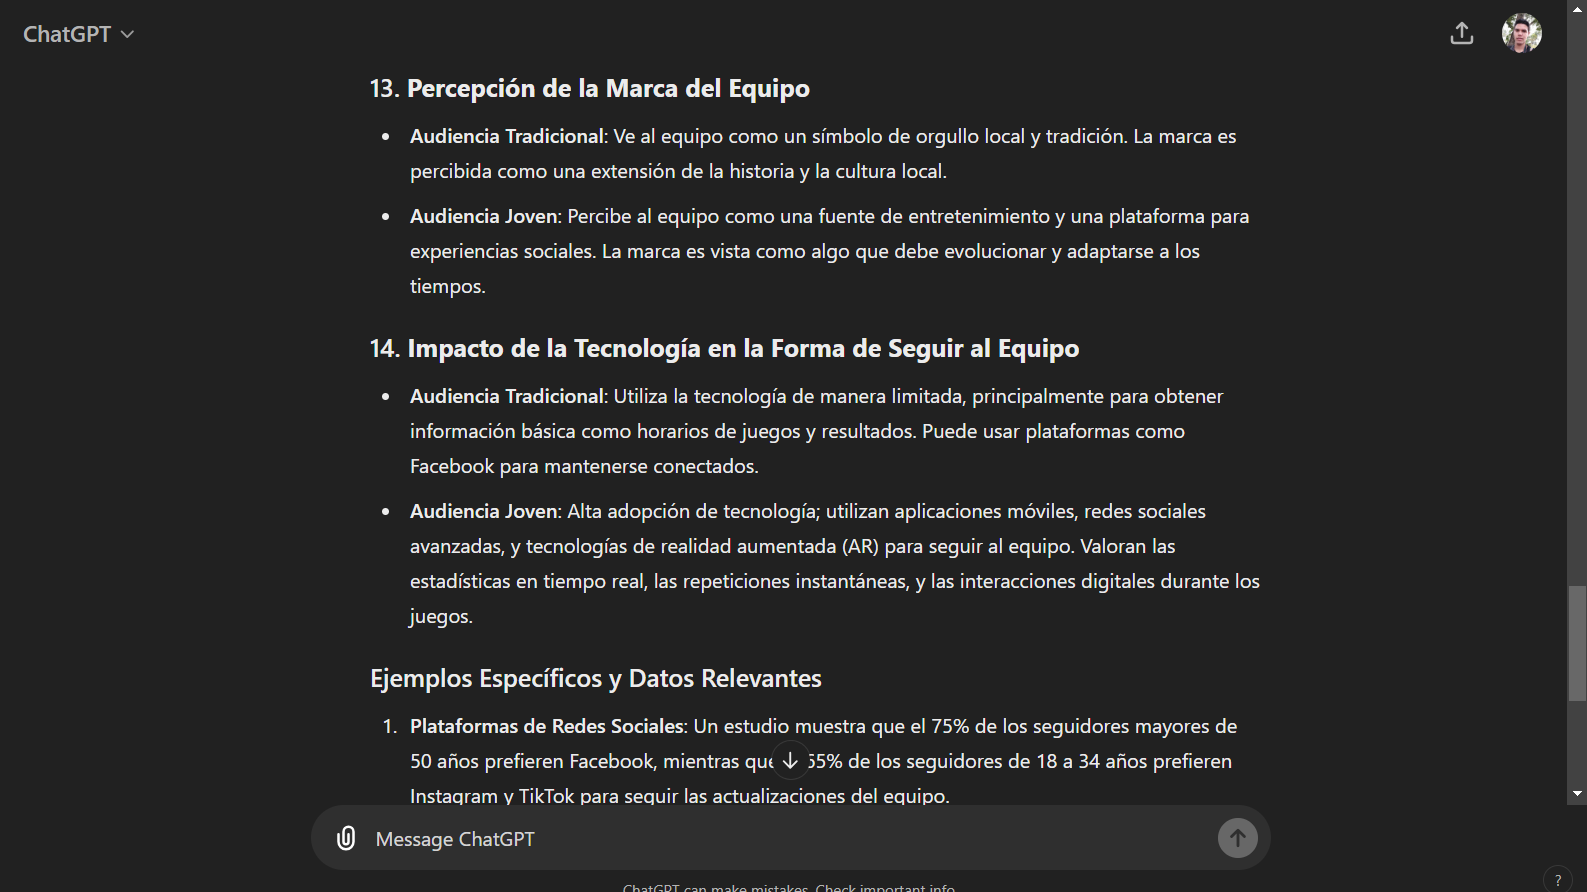 ChatGPT
13. Percepción de la Marca del Equipo
Audiencia Tradicional: Ve al equipo como un símbolo de orgullo local y tradición. La marca es
percibida como una extensión de la historia y la cultura local.
Audiencia Joven: Percibe al equipo como una fuente de entretenimiento y una plataforma para
experiencias sociales. La marca es vista como algo que debe evolucionar y adaptarse a los
tiempos.
14. Impacto de la Tecnología en la Forma de Seguir al Equipo
Audiencia Tradicional: Utiliza la tecnología de manera limitada, principalmente para obtener
información básica como horarios de juegos y resultados. Puede usar plataformas como
Facebook para mantenerse conectados.
Audiencia Joven: Alta adopción de tecnología; utilizan aplicaciones móviles, redes sociales
avanzadas, y tecnologías de realidad aumentada (AR) para seguir al equipo. Valoran las
estadísticas en tiempo real, las repeticiones instantáneas, y las interacciones digitales durante los
juegos.
Ejemplos Específicos y Datos Relevantes
1. Plataformas de Redes Sociales: Un estudio muestra que el 75% de los seguidores mayores de
50 años prefieren Facebook, mientras que 65% de los seguidores de 18 a 34 años prefieren
Instagram y TikTok para seguir las actualizaciones del equipo.
Message ChatGPT
ChatGPT can make mistakes. Check important info.
?